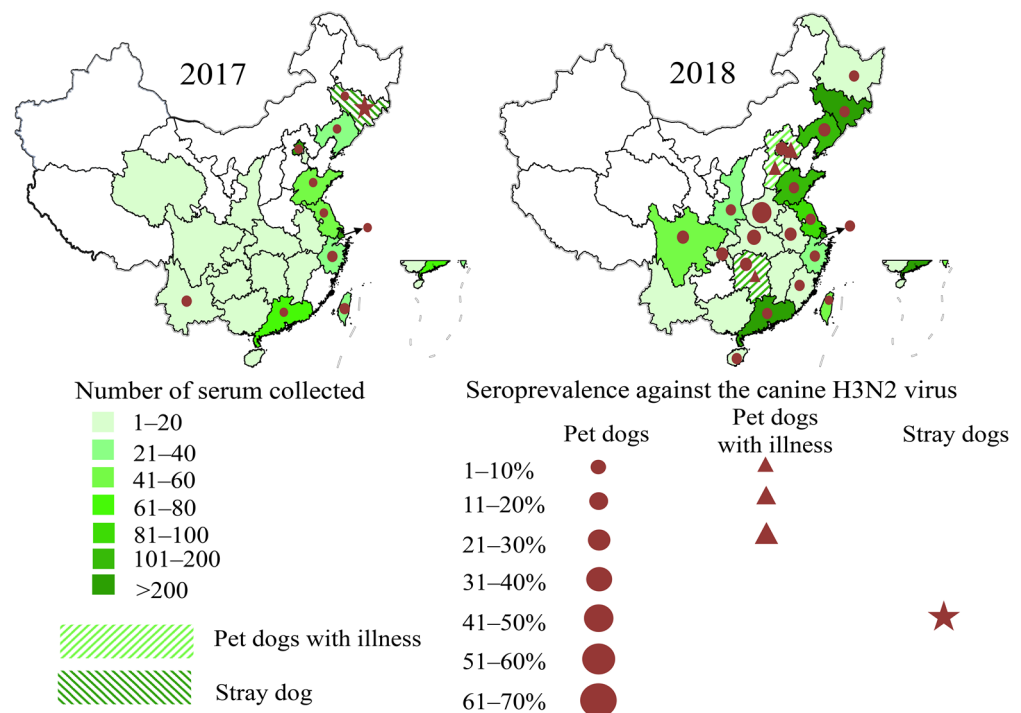 2017
2018
Number of serum collected
1–20
21–40
41–60
61–80
81–100
101–200
>200
Pet dogs with illness
Stray dog
Seroprevalence against the canine H3N2 virus
Pet dogs
Pet dogs
with illness
Stray dogs
1–10%
11–20%
21–30%
31–40%
41–50%
51–60%
61–70%